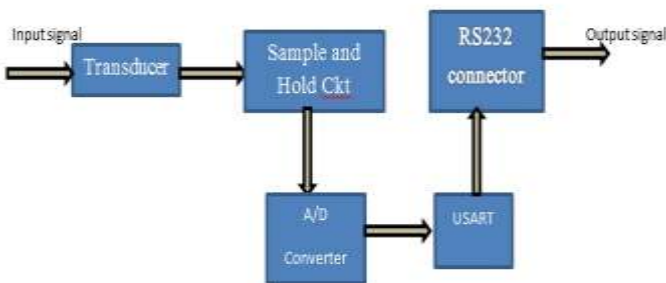 Input signal
Transducer
Sample and
Hold Ckt
A/D
Converter
USART
RS232
connector
Output signal